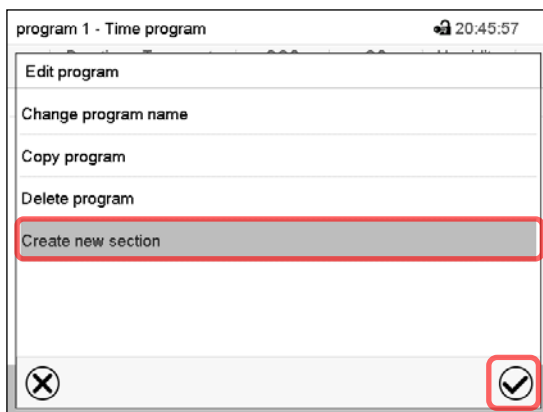 program 1 - Time program 20:45:57
Edit program
Change program name
Copy program
Delete program
Create new section